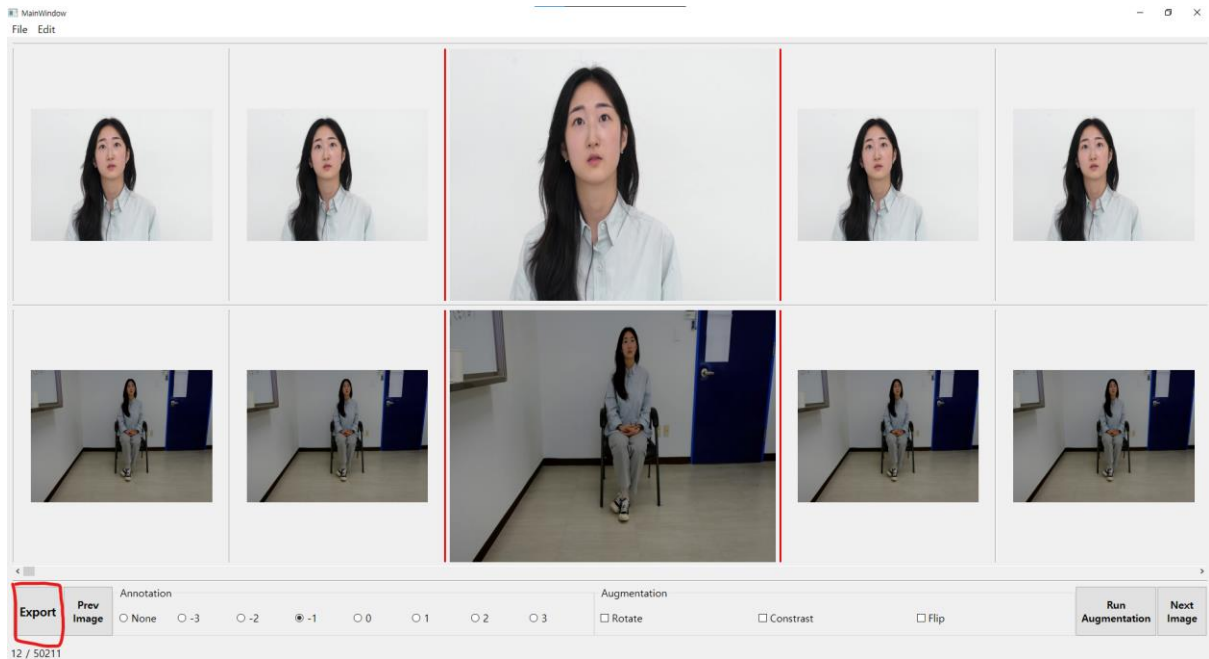 MainWindow
File Edit
Export
Prev Image
Annotation
None -3 -2 -1 0 1 2 3
Augmentation
Rotate Constrast Flip
Run Augmentation
Next Image
12 / 50211